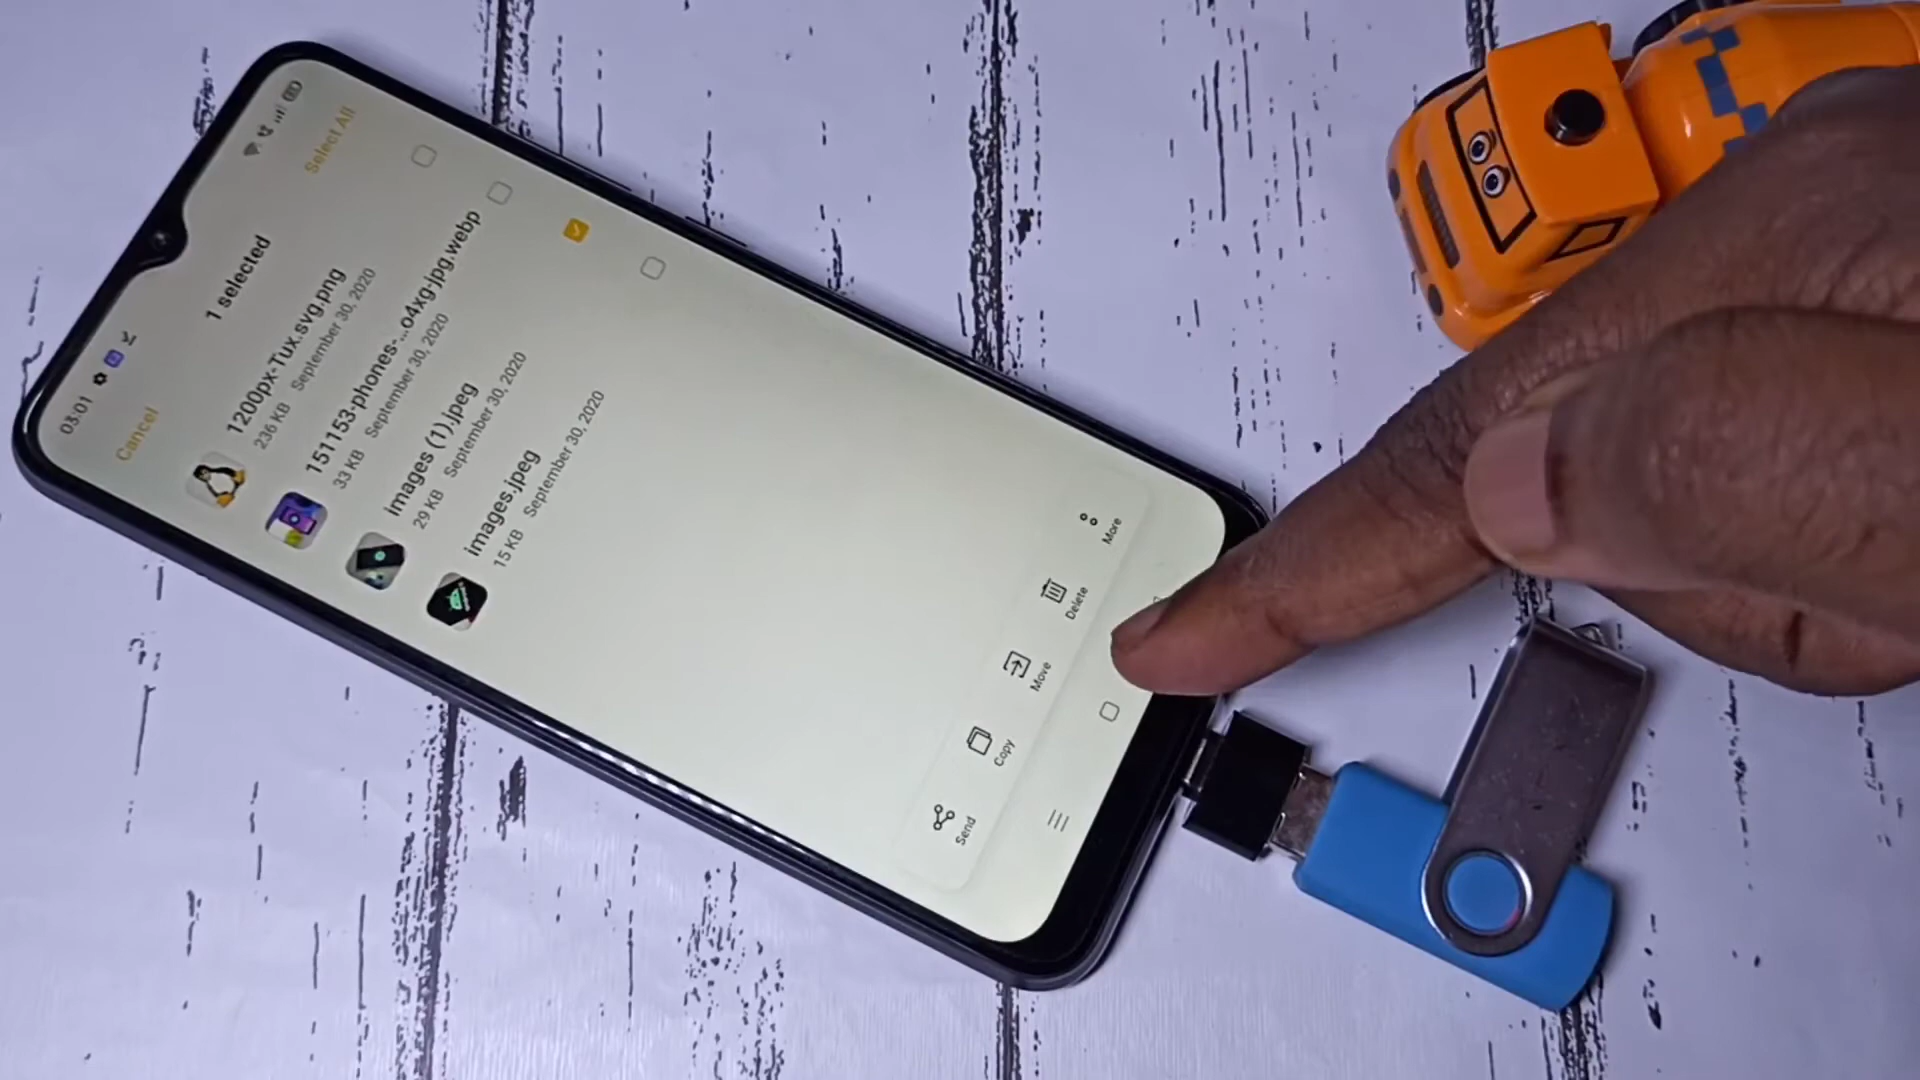 03:01
Cancel
1 selected
Select All
1200px-Tux.svg.png
236 KB September 30, 2020
151153-phones-...o4xg-jpg.webp
33 KB September 30, 2020
images (1).jpeg
29 KB September 30, 2020
images.jpeg
15 KB September 30, 2020
Send
Copy
Move
Delete
More